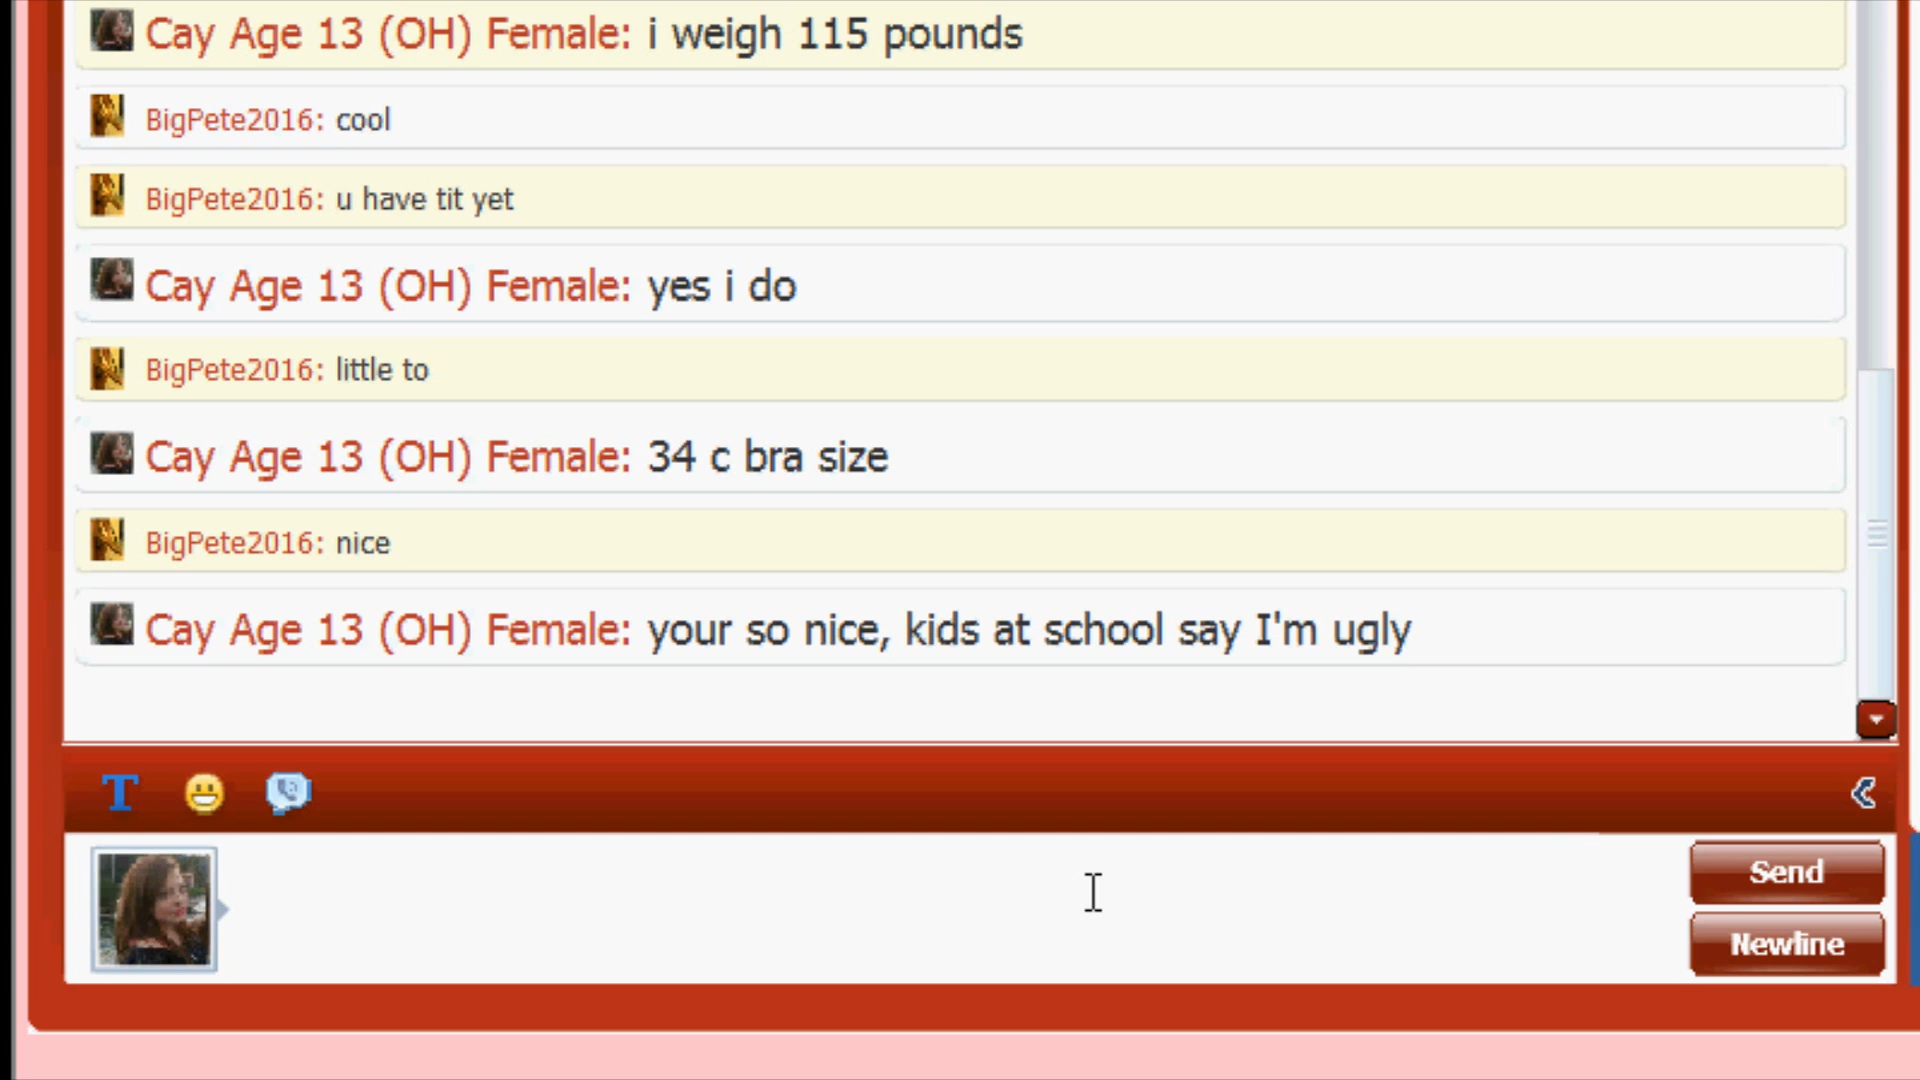 Cay Age 13 (OH) Female: i weigh 115 pounds
BigPete2016: cool
BigPete2016: u have tit yet
Cay Age 13 (OH) Female: yes i do
BigPete2016: little to
Cay Age 13 (OH) Female: 34 c bra size
BigPete2016: nice
Cay Age 13 (OH) Female: your so nice, kids at school say I'm ugly
T
Send
Newline